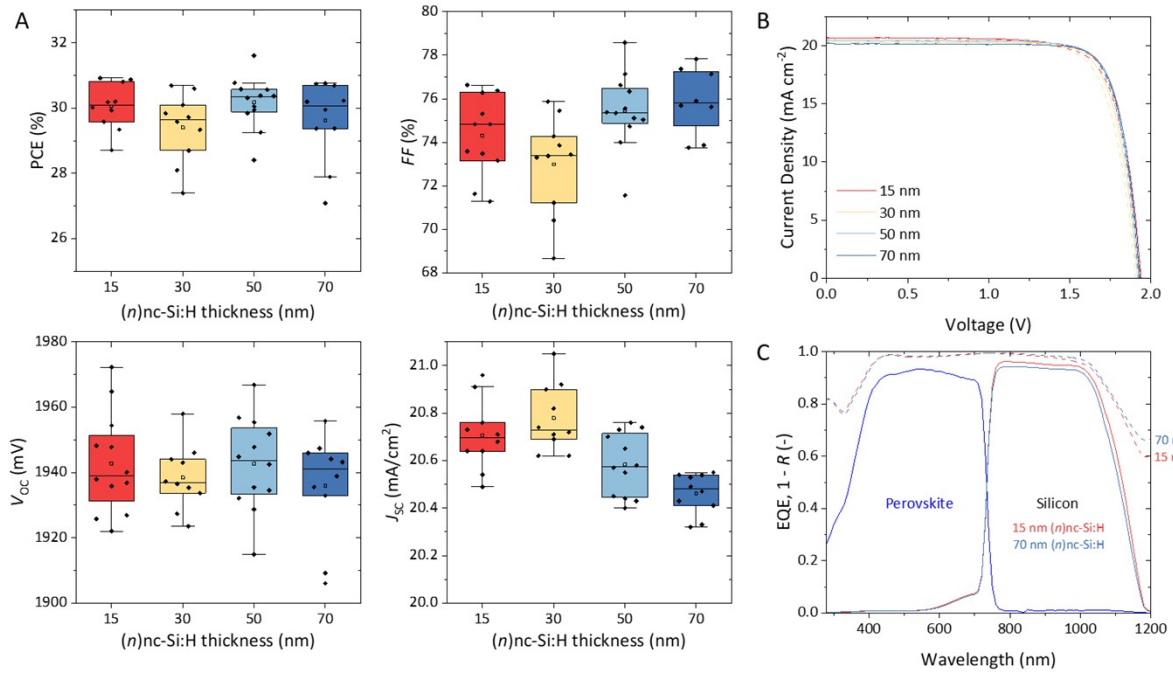 A
PCE (%)
32
30
28
26
15
30
50
70
(n)nc-Si:H thickness (nm)
FF (%)
80
78
76
74
72
70
68
15
30
50
70
(n)nc-Si:H thickness (nm)
B
Current Density (mA cm-2)
20
15
10
5
0
15 nm
30 nm
50 nm
70 nm
0.0
0.5
1.0
1.5
2.0
Voltage (V)
VOC (mV)
1980
1960
1940
1920
1900
15
30
50
70
(n)nc-Si:H thickness (nm)
JSC (mA/cm2)
21.0
20.8
20.6
20.4
20.2
20.0
15
30
50
70
(n)nc-Si:H thickness (nm)
C
EQE, 1 - R (-)
1.0
0.8
0.6
0.4
0.2
0.0
70 n
15 n
Perovskite
Silicon
15 nm (n)nc-Si:H
70 nm (n)nc-Si:H
400
600
800
1000
1200
Wavelength (nm)